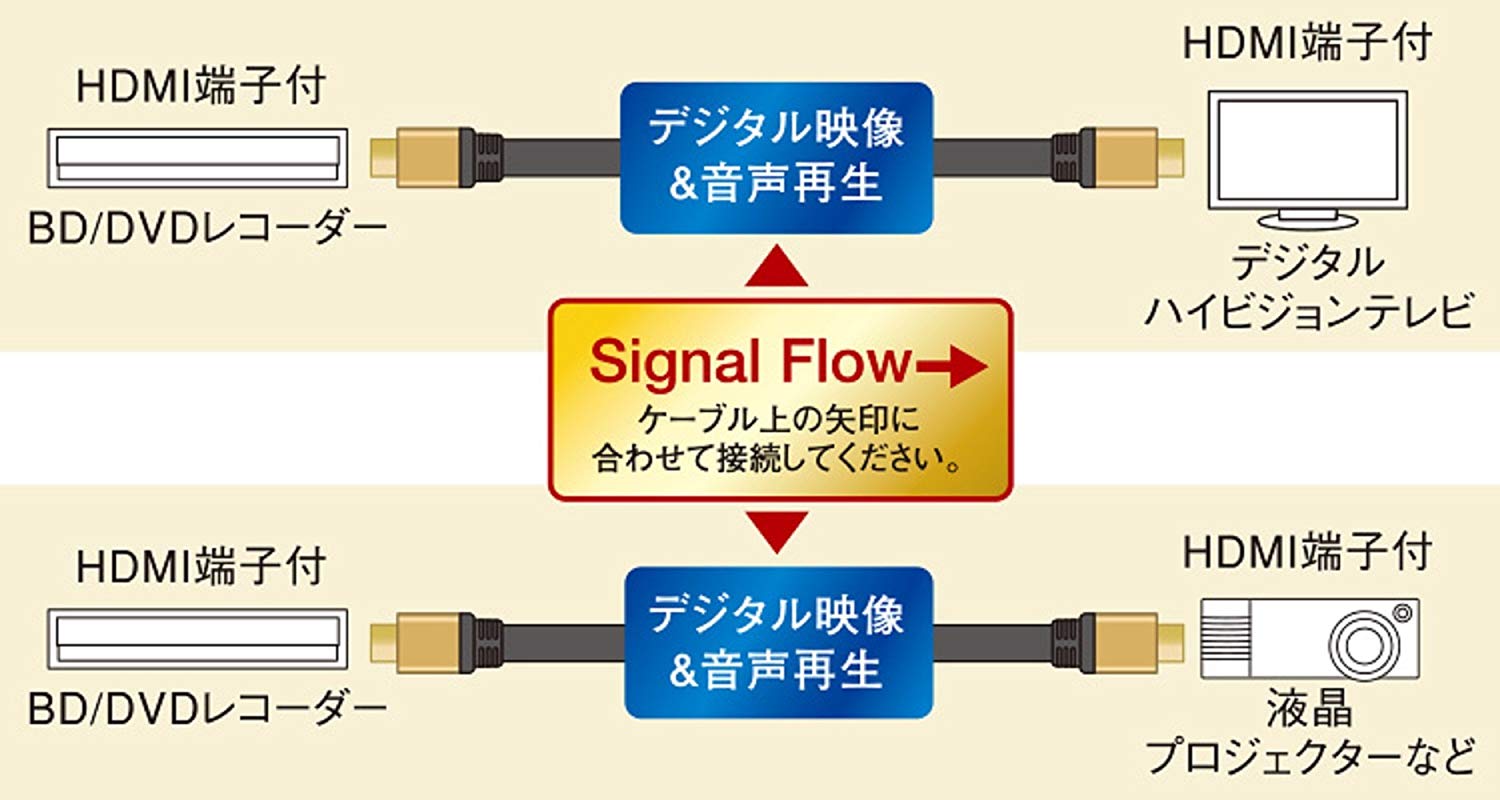 HDMI端子付
BD/DVDレコーダー
デジタル映像
&音声再生
HDMI端子付
デジタル
ハイビジョンテレビ
Signal Flow→
ケーブル上の矢印に
合わせて接続してください。
HDMI端子付
BD/DVDレコーダー
デジタル映像
&音声再生
HDMI端子付
液晶
プロジェクターなど